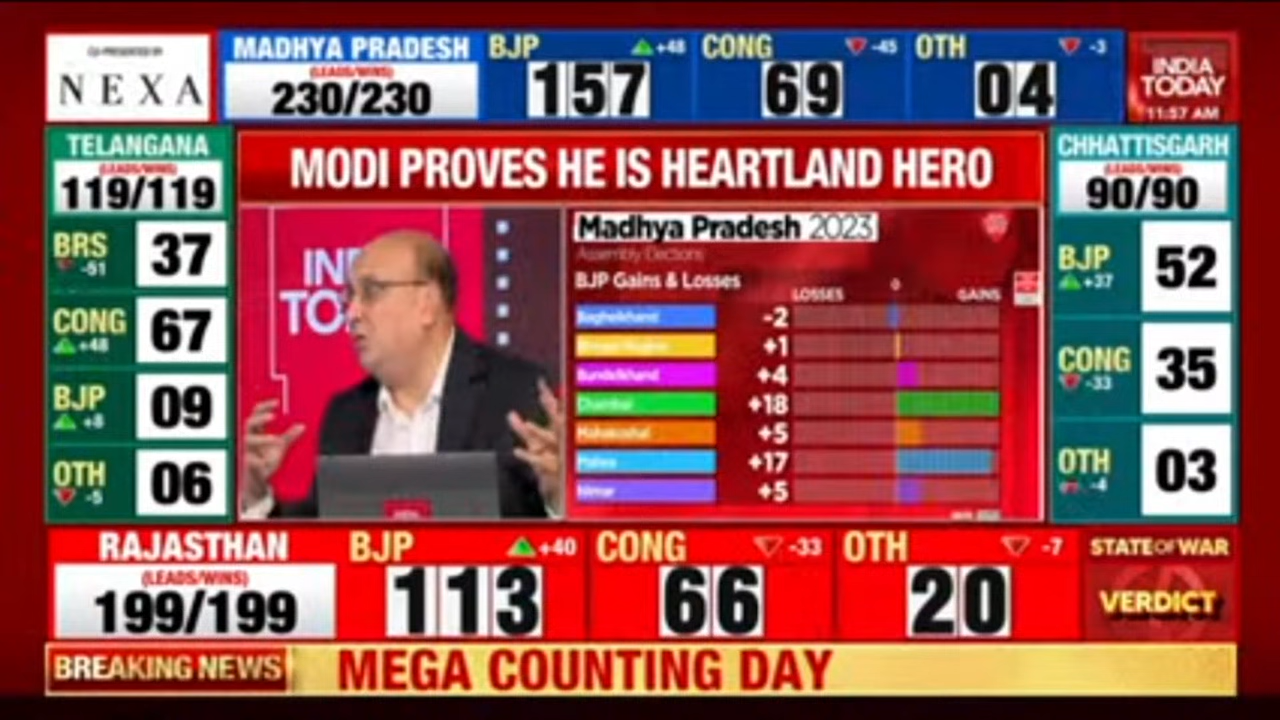 CO-PRESENTED BY
NEXA
MADHYA PRADESH
(LEADS/WINS)
230/230
BJP +48
157
CONG -45
69
OTH -3
04
INDIA
TODAY
11:57 AM
TELANGANA
(LEADS/WINS)
119/119
BRS -51
37
CONG +48
67
BJP +8
09
OTH -5
06
MODI PROVES HE IS HEARTLAND HERO
IND
TO
Madhya Pradesh 2023
Assembly Elections
BJP Gains & Losses
LOSSES 0 GAINS
Baghelkhand -2
+1
Bundelkhand +4
Chambal +18
Mahakoshal +5
Malwa +17
Nimar +5
CHHATTISGARH
(LEADS/WINS)
90/90
BJP +37
52
CONG -33
35
OTH -4
03
RAJASTHAN
(LEADS/WINS)
199/199
BJP +40
113
CONG -33
66
OTH -7
20
STATE OF WAR
VERDICT
BREAKING NEWS
MEGA COUNTING DAY